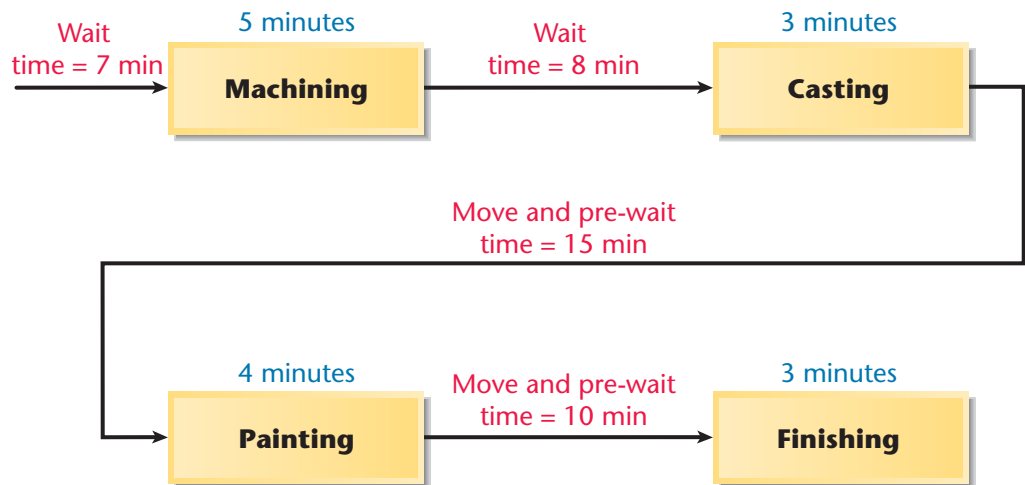 Wait
time = 7 min
5 minutes
Machining
Wait
time = 8 min
3 minutes
Casting
Move and pre-wait
time = 15 min
4 minutes
Painting
Move and pre-wait
time = 10 min
3 minutes
Finishing